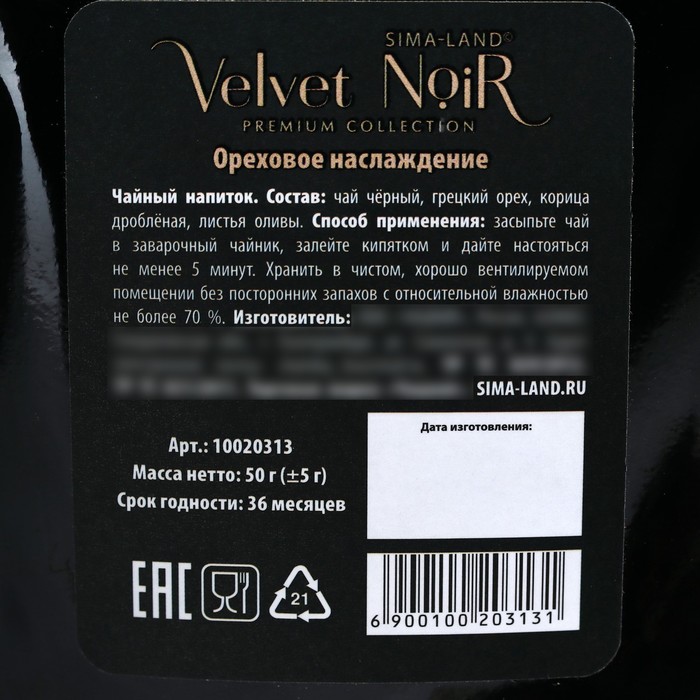 SIMA-LAND©
Velvet NoiR
PREMIUM COLLECTION
Ореховое наслаждение
Чайный напиток. Состав: чай чёрный, грецкий орех, корица
дроблёная, листья оливы. Способ применения: засыпьте чай
в заварочный чайник, залейте кипятком и дайте настояться
не менее 5 минут. Хранить в чистом, хорошо вентилируемом
помещении без посторонних запахов с относительной влажностью
не более 70 %. Изготовитель:
SIMA-LAND.RU
Арт.: 10020313
Масса нетто: 50 г (±5 г)
Срок годности: 36 месяцев
Дата изготовления:
EAC
21
6 900100 203131